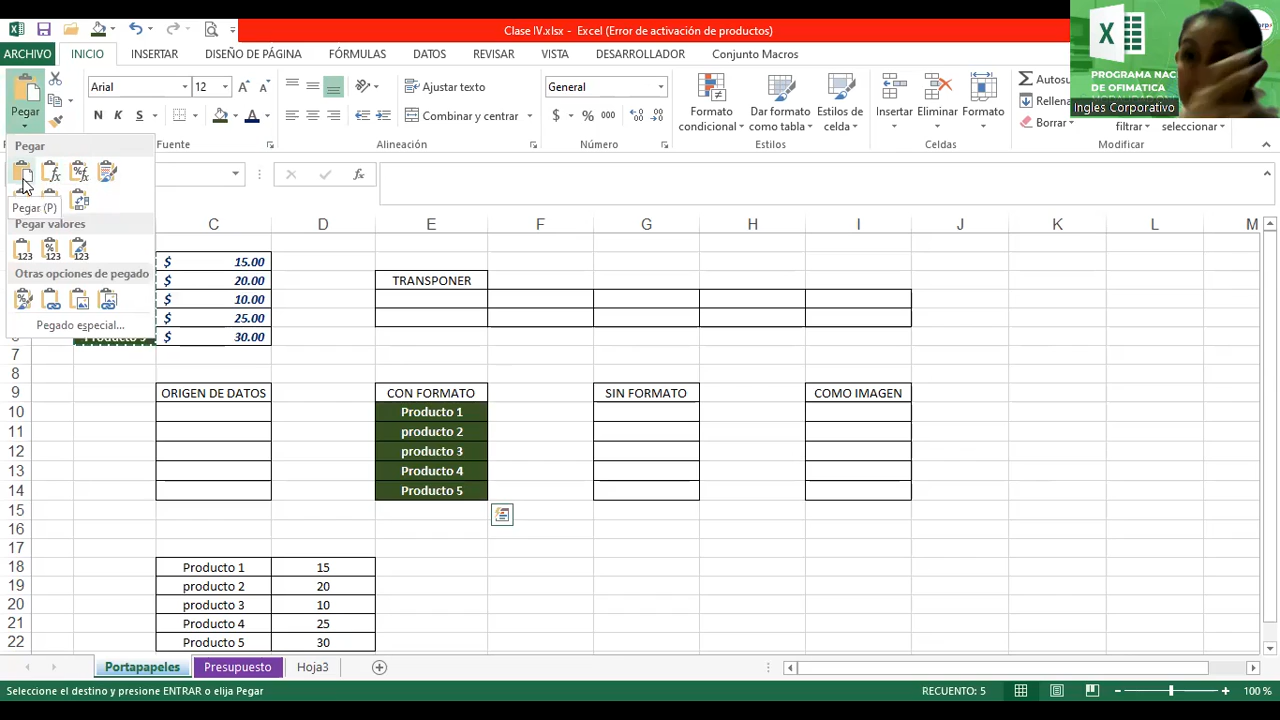 Clase IV.xlsx - Excel (Error de activación de productos)
ARCHIVO INICIO INSERTAR DISEÑO DE PÁGINA FÓRMULAS DATOS REVISAR VISTA DESARROLLADOR Conjunto Macros
PROGRAMA NAC
DE OFIMATICA
Ingles Corporativo
Pegar
Arial 12
Ajustar texto
General
N K S
Combinar y centrar
$ % 000
Formato condicional
Dar formato como tabla
Estilos de celda
Insertar
Eliminar
Formato
Autosu
Rellena
Borrar
filtrar
seleccionar
Fuente Alineación Número Estilos Celdas
Pegar
Pegar (P)
Pegar valores
Otras opciones de pegado
Pegado especial...
C D E F G H I J K L M
$ 15.00
$ 20.00
TRANSPONER
$ 10.00
$ 25.00
$ 30.00
7
8
9 ORIGEN DE DATOS CON FORMATO SIN FORMATO COMO IMAGEN
10 Producto 1
11 producto 2
12 producto 3
13 Producto 4
14 Producto 5
15
16
17
18 Producto 1 15
19 producto 2 20
20 producto 3 10
21 Producto 4 25
22 Producto 5 30
Portapapeles Presupuesto Hoja3
Seleccione el destino y presione ENTRAR o elija Pegar
RECUENTO: 5
100 %